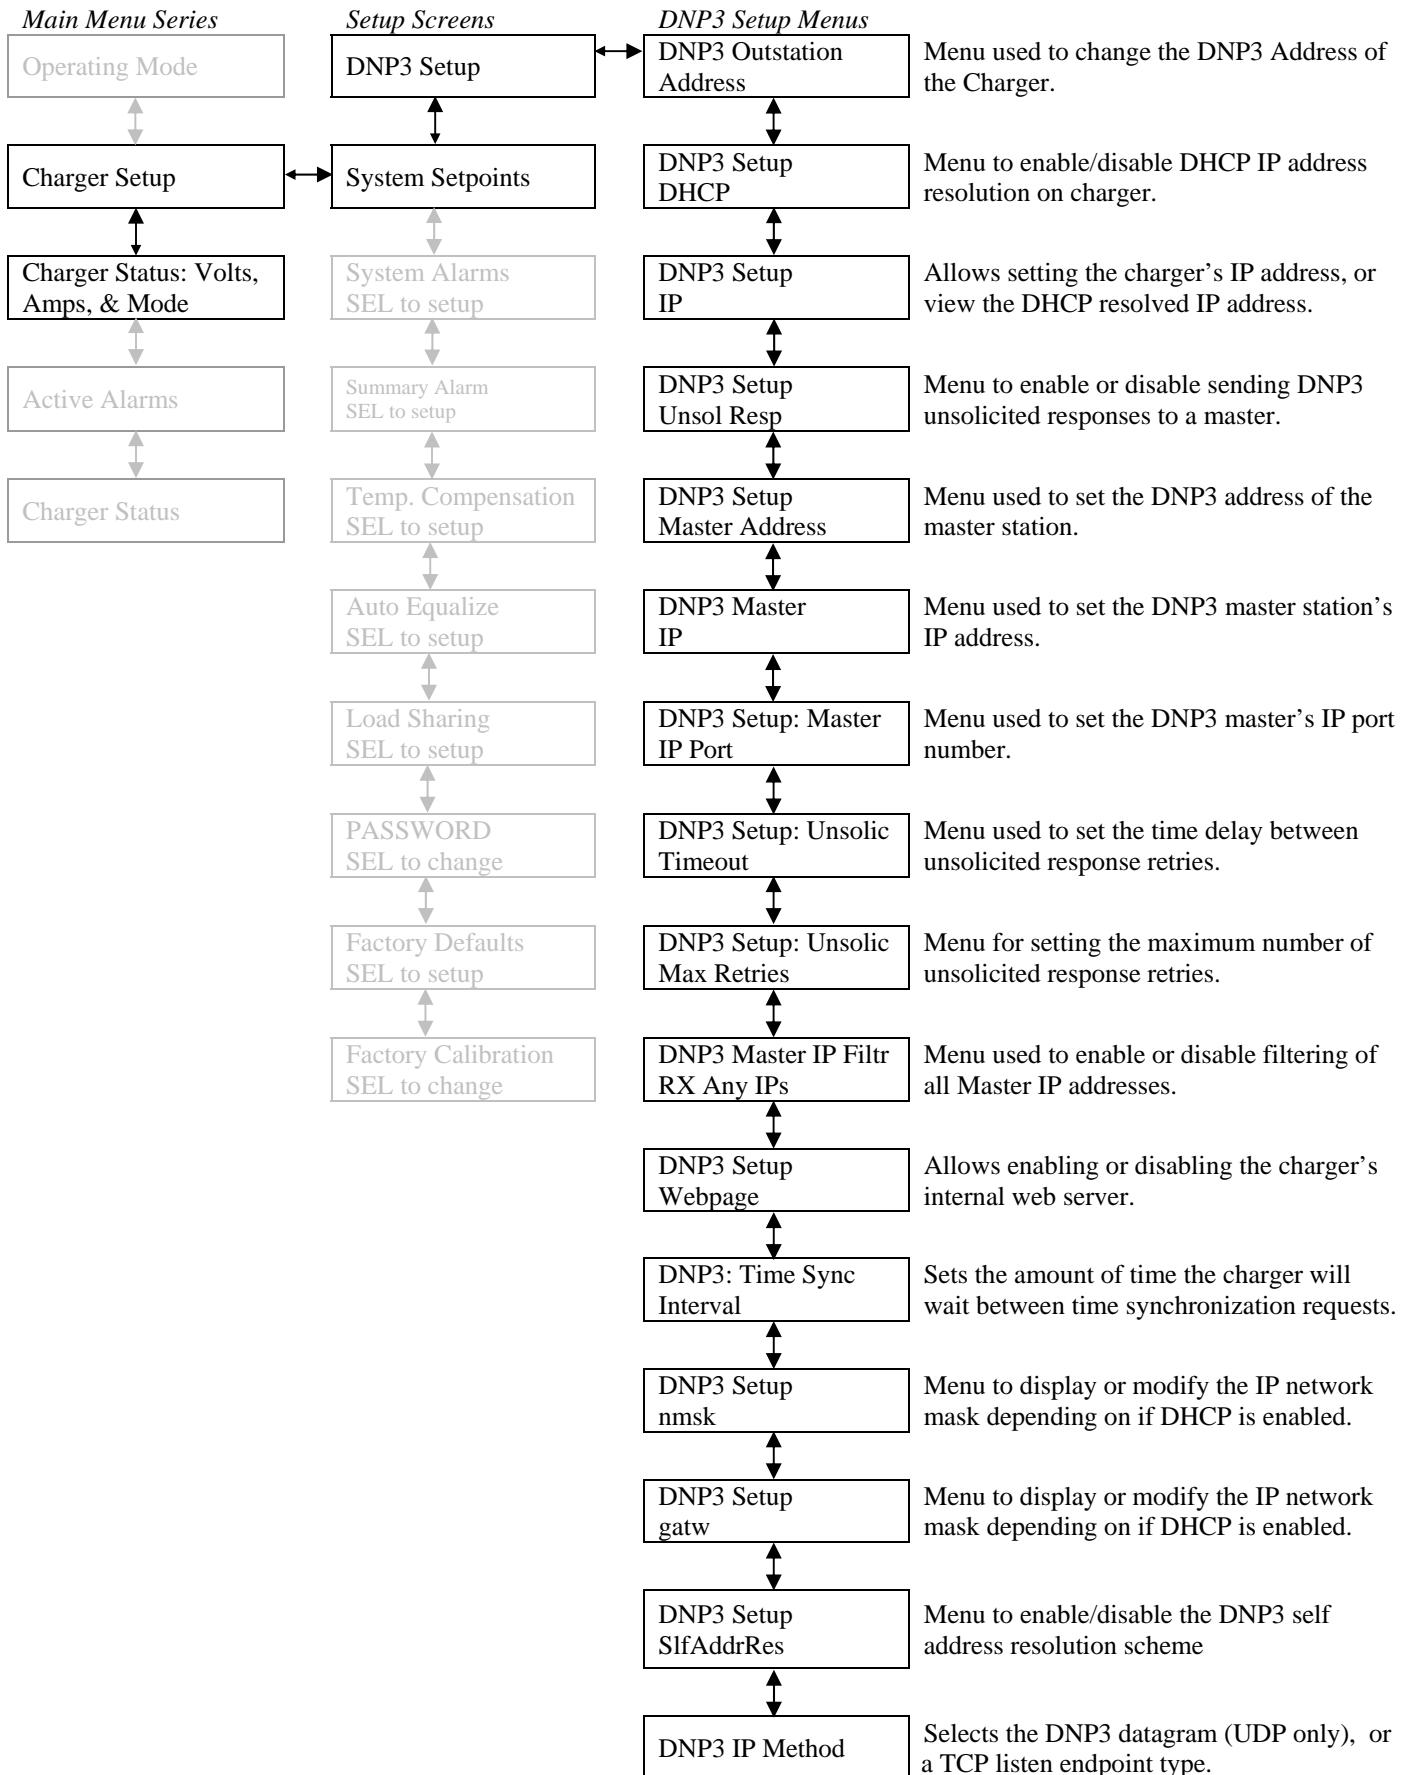 Main Menu Series
Operating Mode
Charger Setup
Charger Status: Volts,
Amps, & Mode
Active Alarms
Charger Status
Setup Screens
DNP3 Setup
System Setpoints
System Alarms
SEL to setup
Summary Alarm
SEL to setup
Temp. Compensation
SEL to setup
Auto Equalize
SEL to setup
Load Sharing
SEL to setup
PASSWORD
SEL to change
Factory Defaults
SEL to setup
Factory Calibration
SEL to change
DNP3 Setup Menus
DNP3 Outstation
Address
Menu used to change the DNP3 Address of
the Charger.
DNP3 Setup
DHCP
Menu to enable/disable DHCP IP address
resolution on charger.
DNP3 Setup
IP
Allows setting the charger’s IP address, or
view the DHCP resolved IP address.
DNP3 Setup
Unsol Resp
Menu to enable or disable sending DNP3
unsolicited responses to a master.
DNP3 Setup
Master Address
Menu used to set the DNP3 address of the
master station.
DNP3 Master
IP
Menu used to set the DNP3 master station’s
IP address.
DNP3 Setup: Master
IP Port
Menu used to set the DNP3 master’s IP port
number.
DNP3 Setup: Unsolic
Timeout
Menu used to set the time delay between
unsolicited response retries.
DNP3 Setup: Unsolic
Max Retries
Menu for setting the maximum number of
unsolicited response retries.
DNP3 Master IP Filtr
RX Any IPs
Menu used to enable or disable filtering of
all Master IP addresses.
DNP3 Setup
Webpage
Allows enabling or disabling the charger’s
internal web server.
DNP3: Time Sync
Interval
Sets the amount of time the charger will
wait between time synchronization requests.
DNP3 Setup
nmsk
Menu to display or modify the IP network
mask depending on if DHCP is enabled.
DNP3 Setup
gatw
Menu to display or modify the IP network
mask depending on if DHCP is enabled.
DNP3 Setup
SlfAddrRes
Menu to enable/disable the DNP3 self
address resolution scheme
DNP3 IP Method
Selects the DNP3 datagram (UDP only), or
a TCP listen endpoint type.